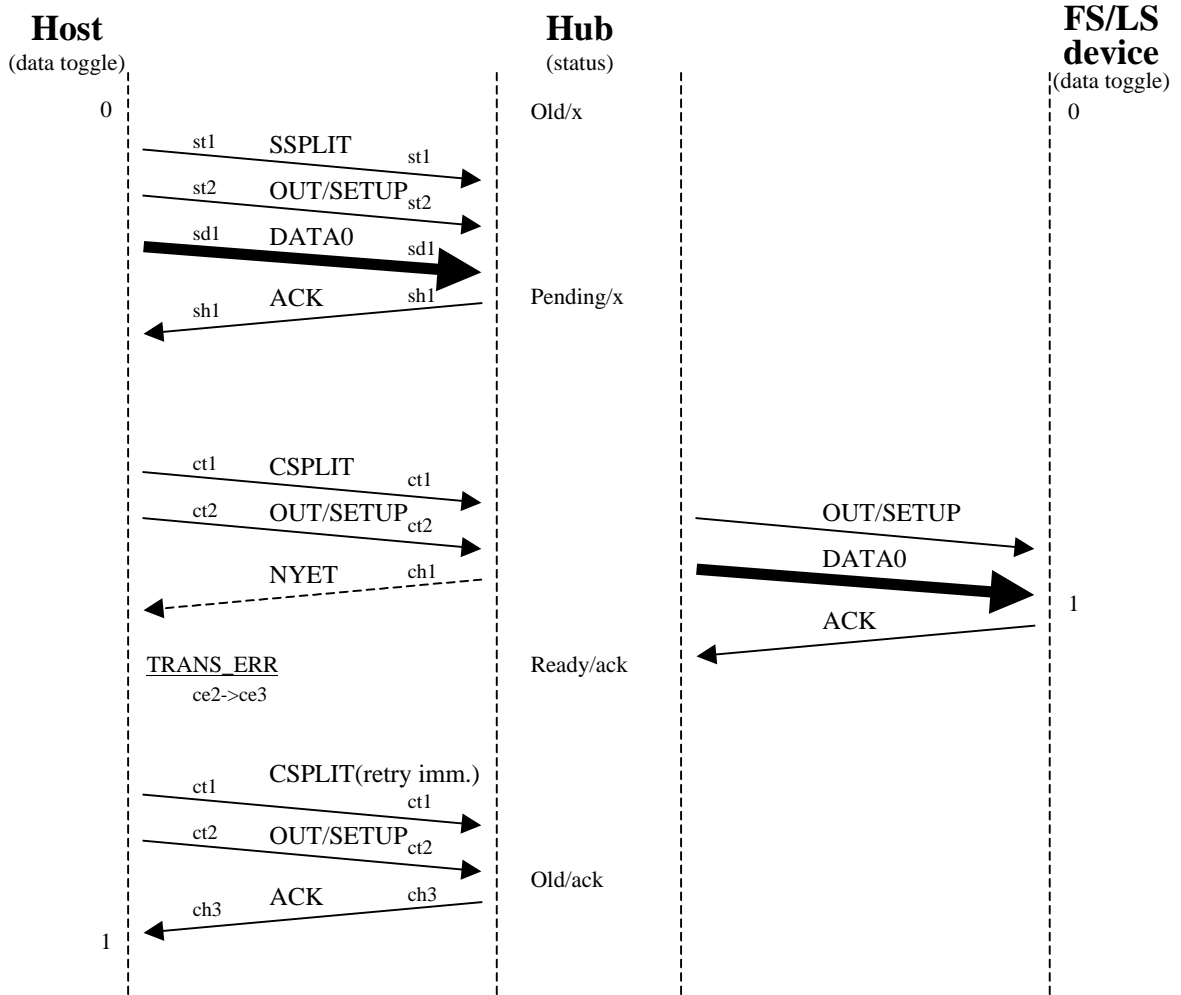 Host
(data toggle)
Hub
(status)
FS/LS
device
(data toggle)
0
Old/x
0
st1 SSPLIT st1
st2 OUT/SETUP st2
sd1 DATA0 sd1
sh1 ACK sh1
Pending/x
ct1 CSPLIT ct1
ct2 OUT/SETUP ct2
OUT/SETUP
NYET ch1
DATA0
1
ACK
TRANS_ERR
ce2->ce3
Ready/ack
CSPLIT(retry imm.)
ct1 ct1
ct2 OUT/SETUP ct2
Old/ack
ch3 ACK ch3
1